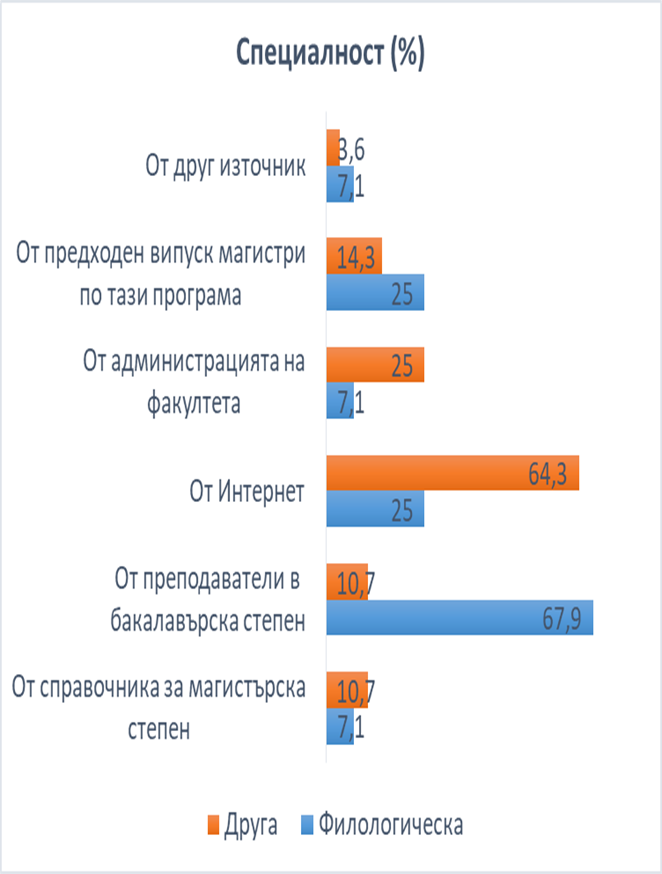 Специалност (%)
От друг източник
3,6
7,1
От предходен випуск магистри
по тази програма
14,3
25
От администрацията на
факултета
25
7,1
От Интернет
64,3
25
От преподаватели в
бакалавърска степен
10,7
67,9
От справочника за магистърска
степен
10,7
7,1
Друга
Филологическа